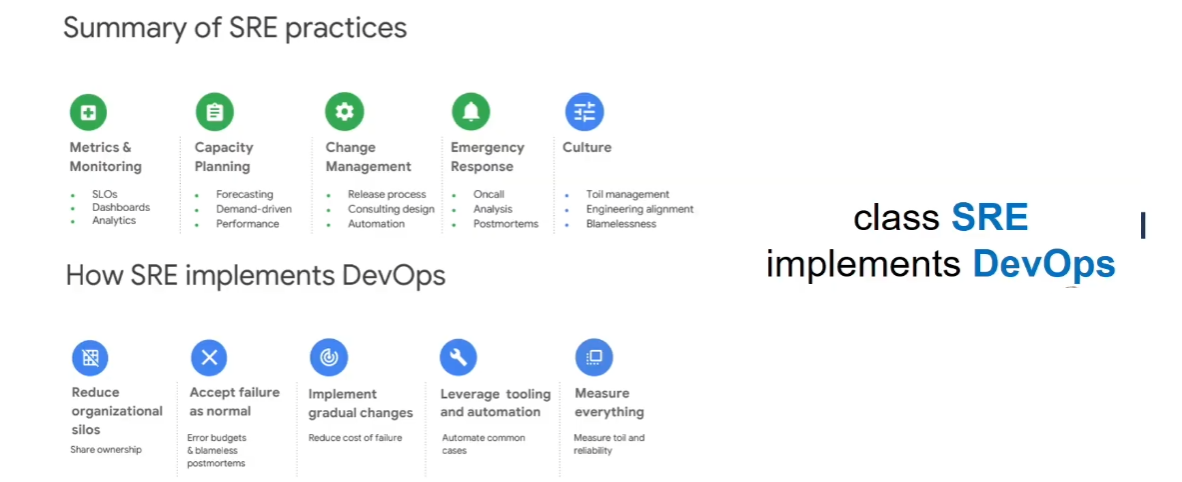 Summary of SRE practices
Metrics &
Monitoring
SLOs
Dashboards
Analytics
Capacity
Planning
Forecasting
Demand-driven
Performance
Change
Management
Release process
Consulting design
Automation
Emergency
Response
Oncall
Analysis
Postmortems
Culture
Toil management
Engineering alignment
Blamelessness
How SRE implements DevOps
Reduce
organizational
silos
Share ownership
Accept failure
as normal
Error budgets
& blameless
postmortems
Implement
gradual changes
Reduce cost of failure
Leverage tooling
and automation
Automate common
cases
Measure
everything
Measure toil and
reliability
class SRE
implements DevOps